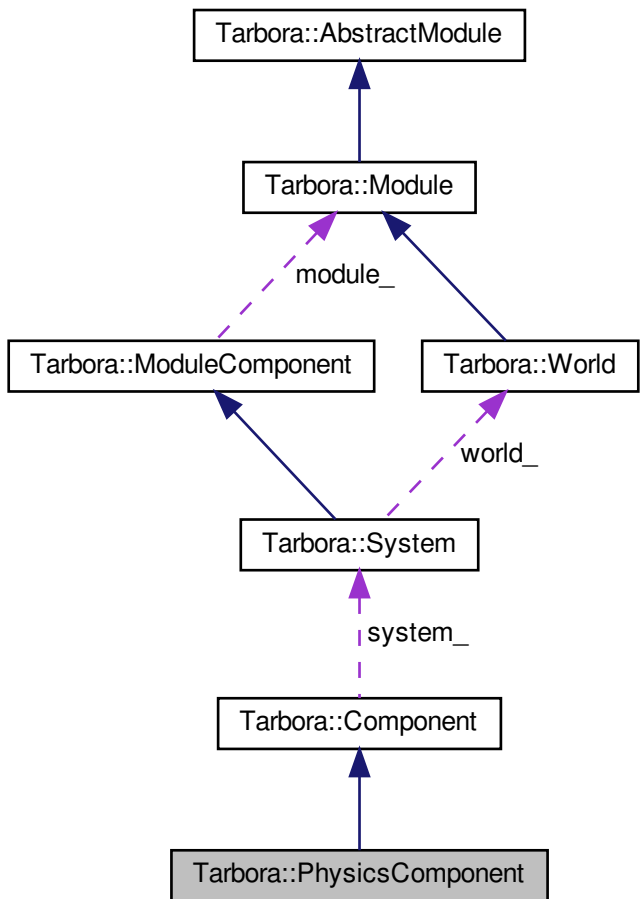 Tarbora::AbstractModule
Tarbora::Module
module_
Tarbora::ModuleComponent
Tarbora::World
world_
Tarbora::System
system_
Tarbora::Component
Tarbora::PhysicsComponent